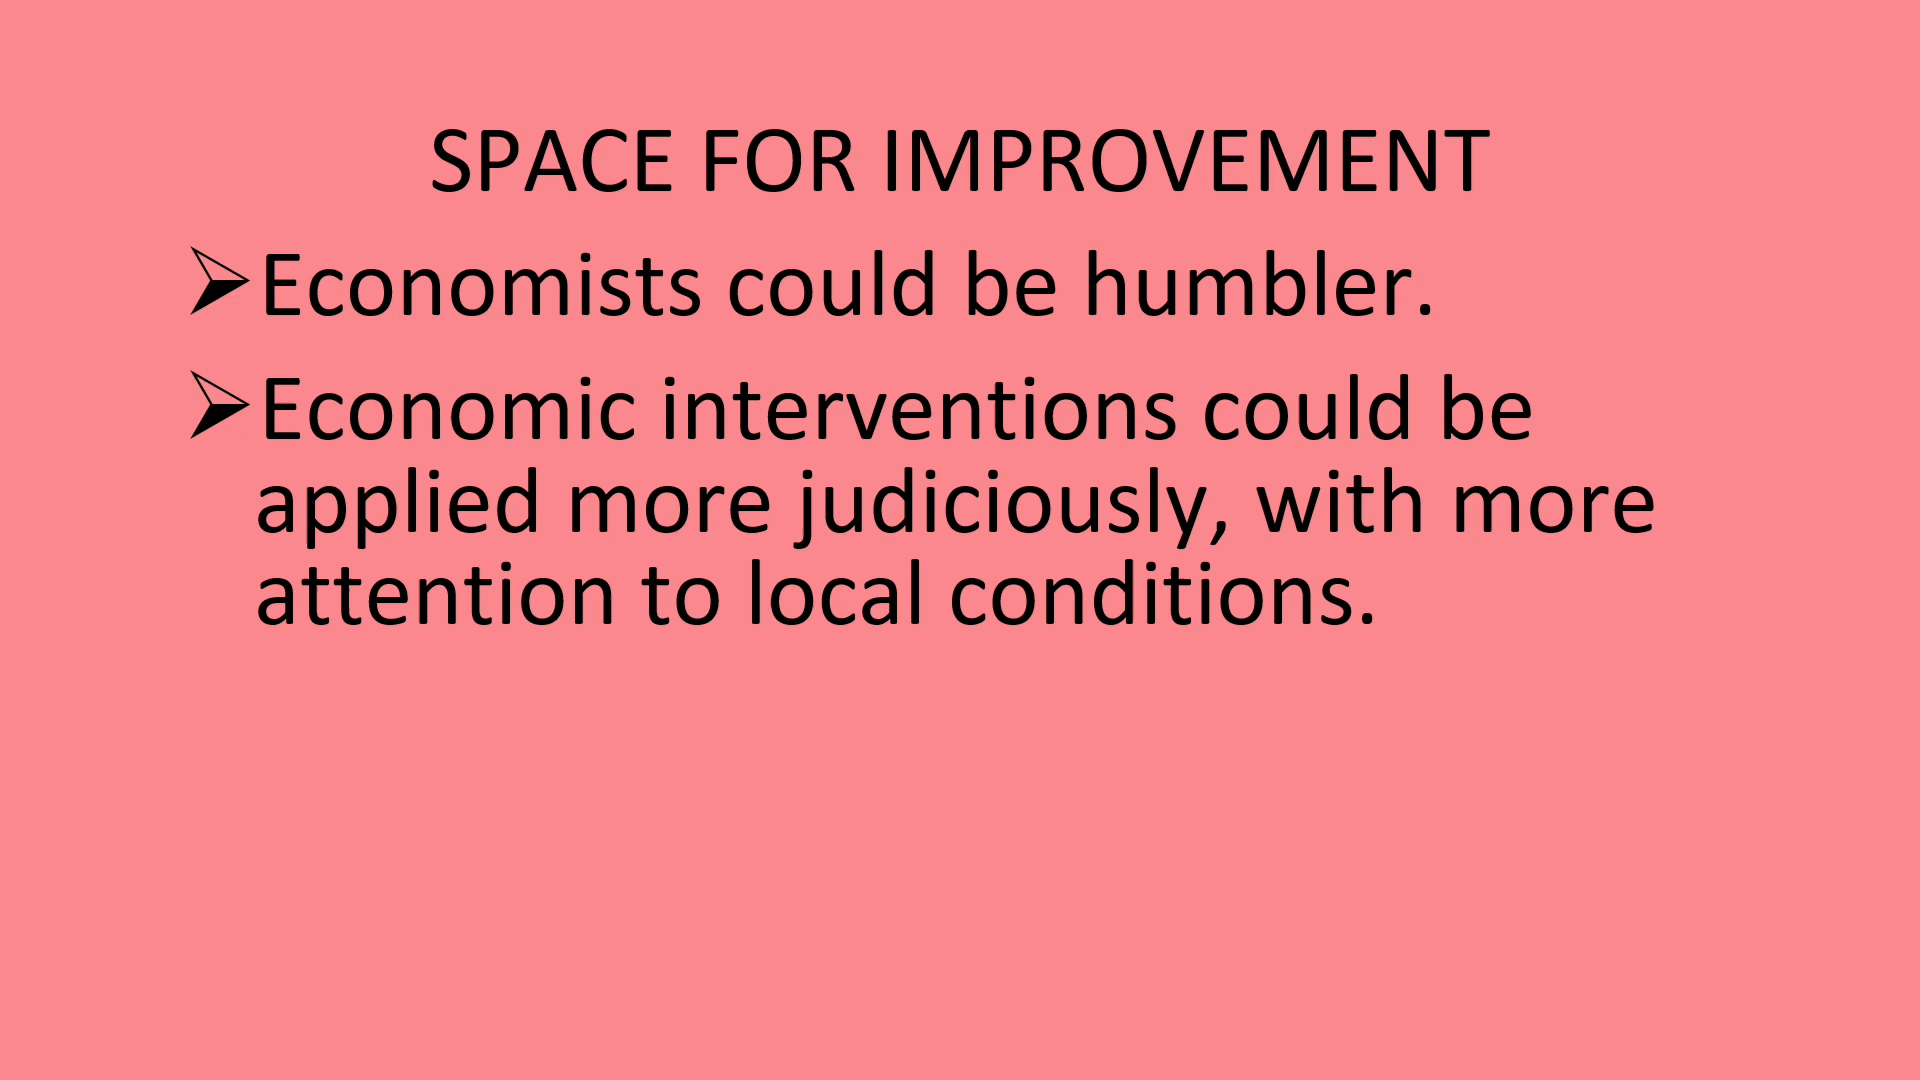 SPACE FOR IMPROVEMENT
➢Economists could be humbler.
➢Economic interventions could be
applied more judiciously, with more
attention to local conditions.